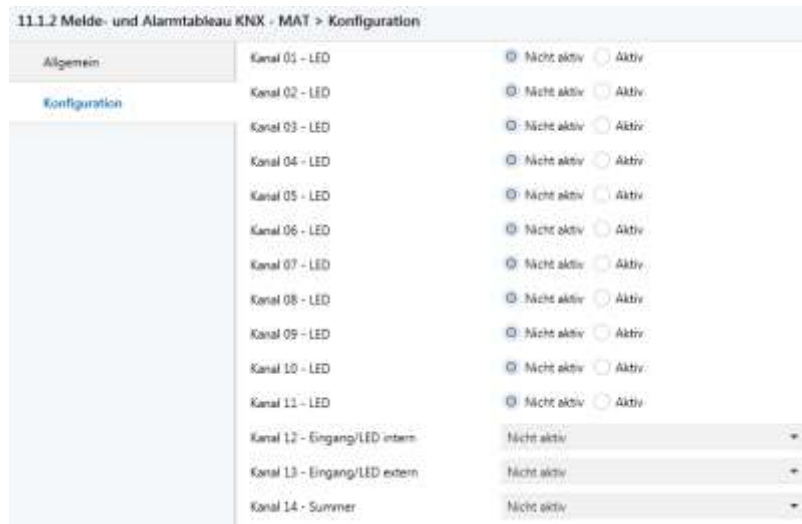 11.1.2 Melde- und Alarmtableau KNX - MAT > Konfiguration
Allgemein
Konfiguration
Kanal 01 - LED Nicht aktiv Aktiv
Kanal 02 - LED Nicht aktiv Aktiv
Kanal 03 - LED Nicht aktiv Aktiv
Kanal 04 - LED Nicht aktiv Aktiv
Kanal 05 - LED Nicht aktiv Aktiv
Kanal 06 - LED Nicht aktiv Aktiv
Kanal 07 - LED Nicht aktiv Aktiv
Kanal 08 - LED Nicht aktiv Aktiv
Kanal 09 - LED Nicht aktiv Aktiv
Kanal 10 - LED Nicht aktiv Aktiv
Kanal 11 - LED Nicht aktiv Aktiv
Kanal 12 - Eingang/LED intern Nicht aktiv
Kanal 13 - Eingang/LED extern Nicht aktiv
Kanal 14 - Summer Nicht aktiv